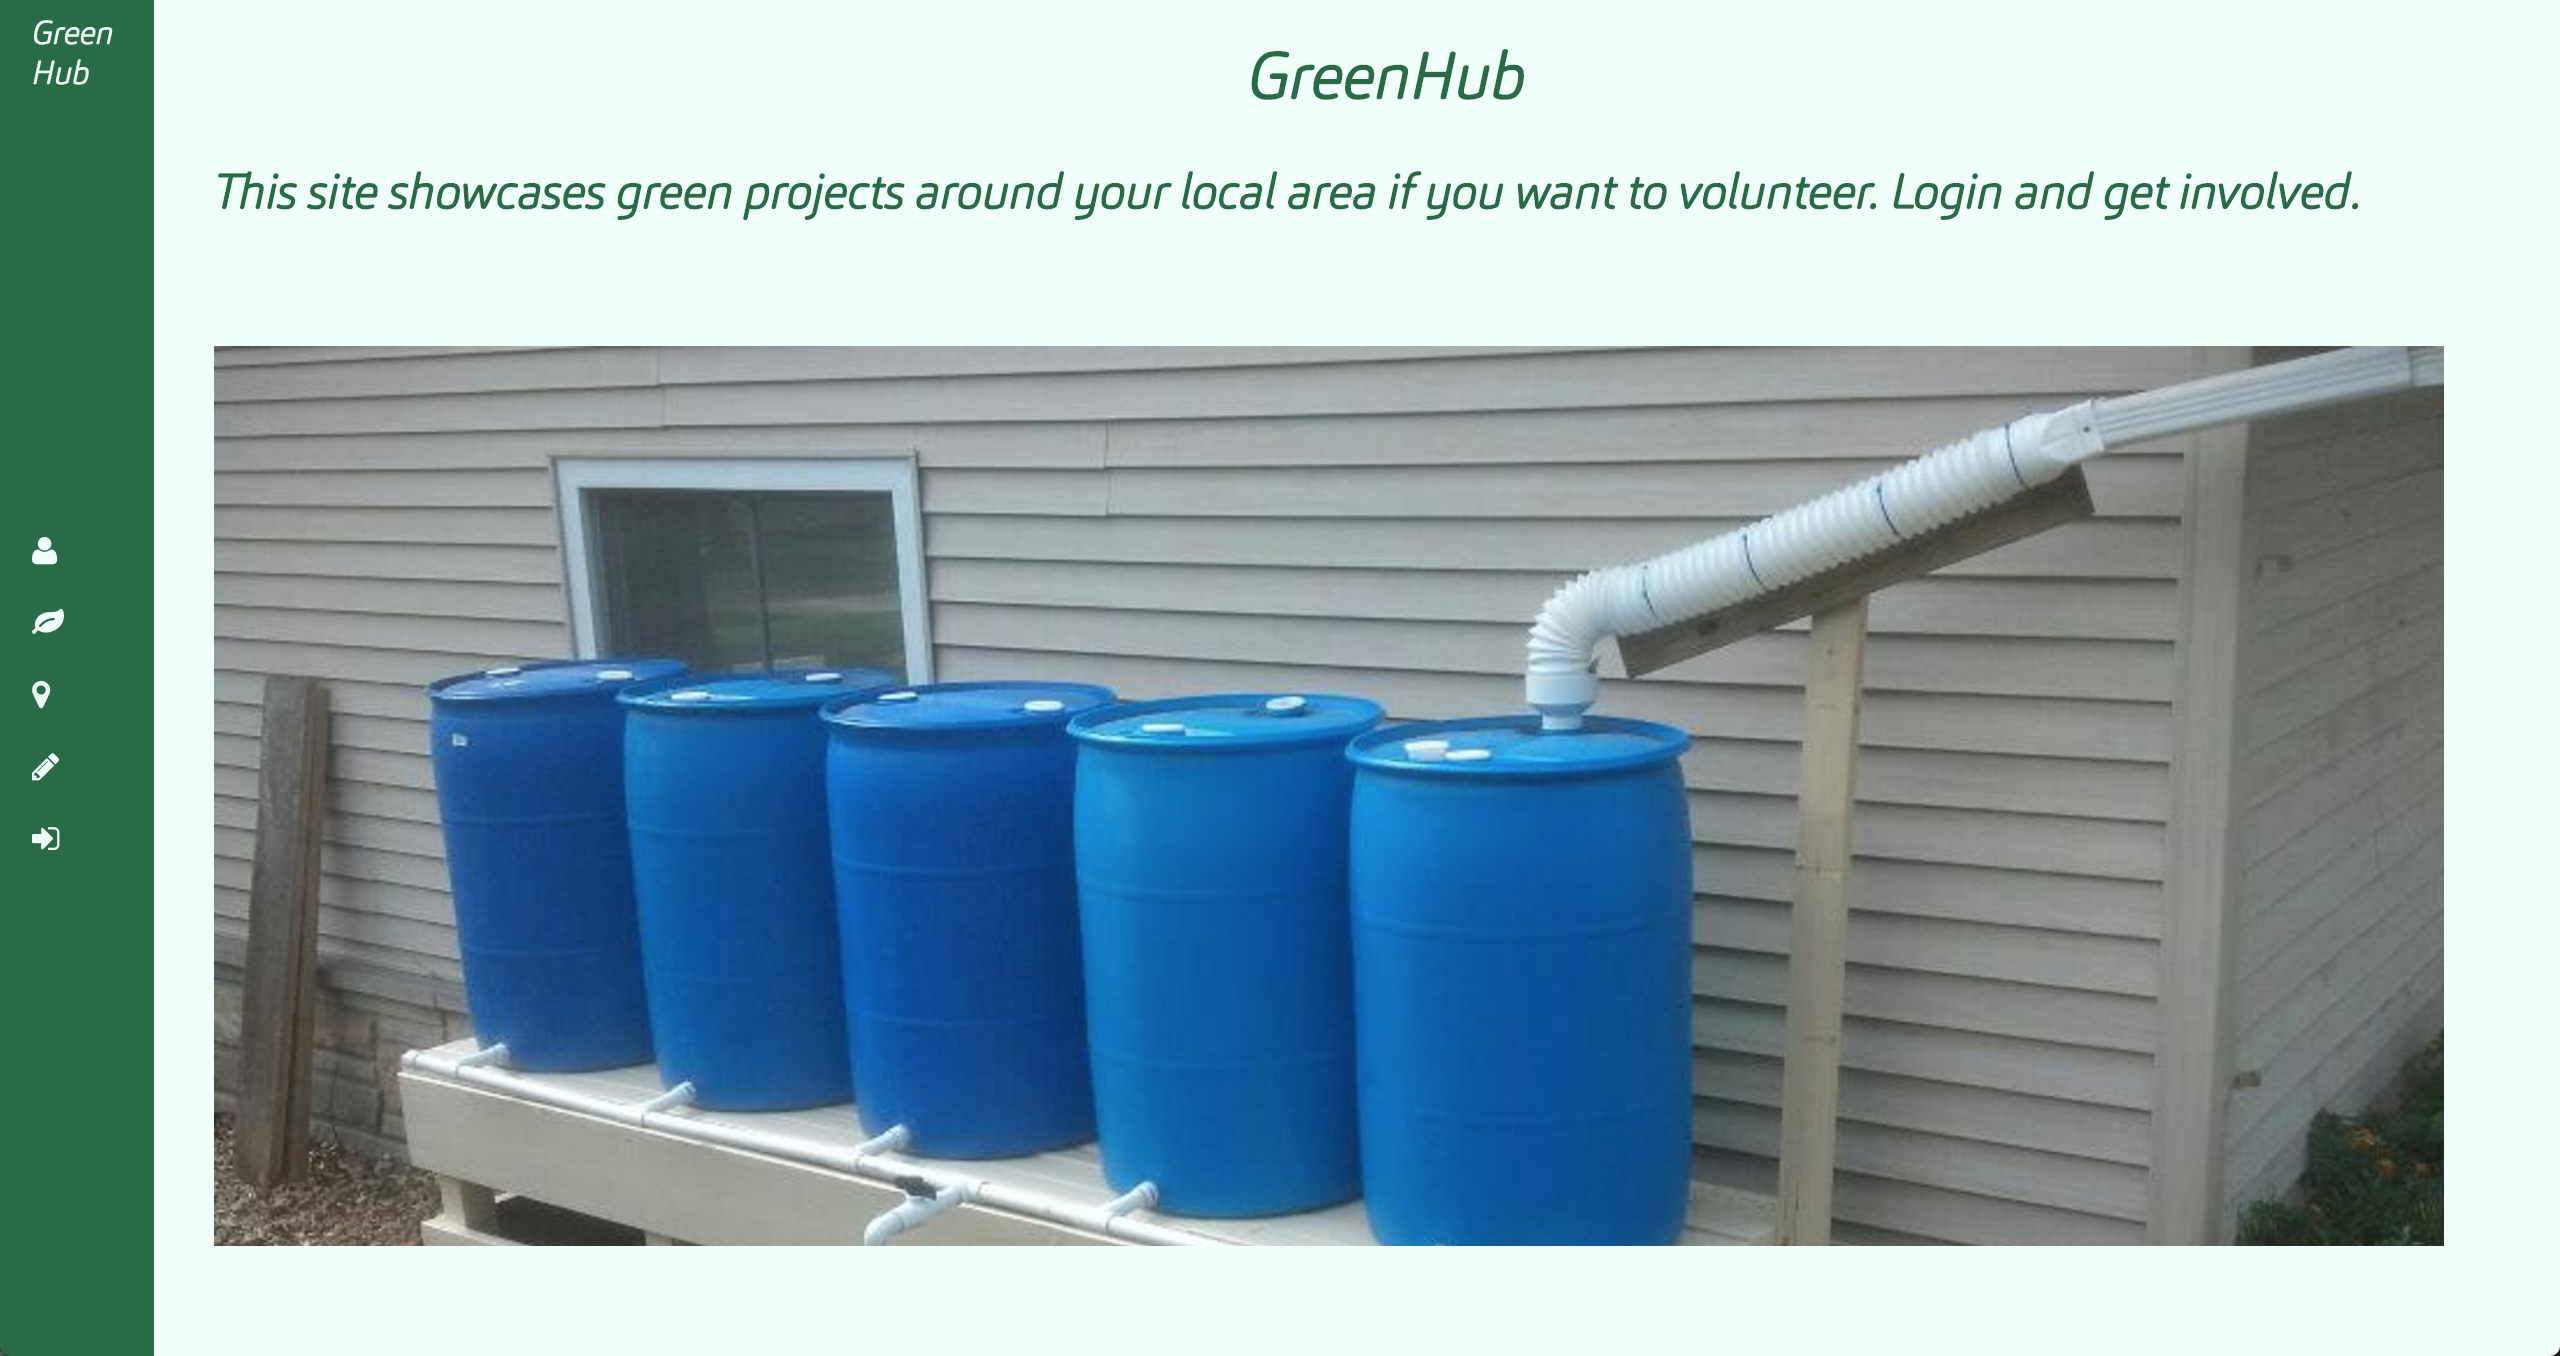 Green
Hub
GreenHub
This site showcases green projects around your local area if you want to volunteer. Login and get involved.